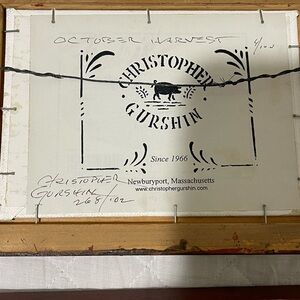 OCTOBER HARVEST
CHRISTOPHER
GURSHIN
Since 1966
CHRISTOPHER
GURSHIN
Newburyport, Massachusetts
www.christophergurshin.com